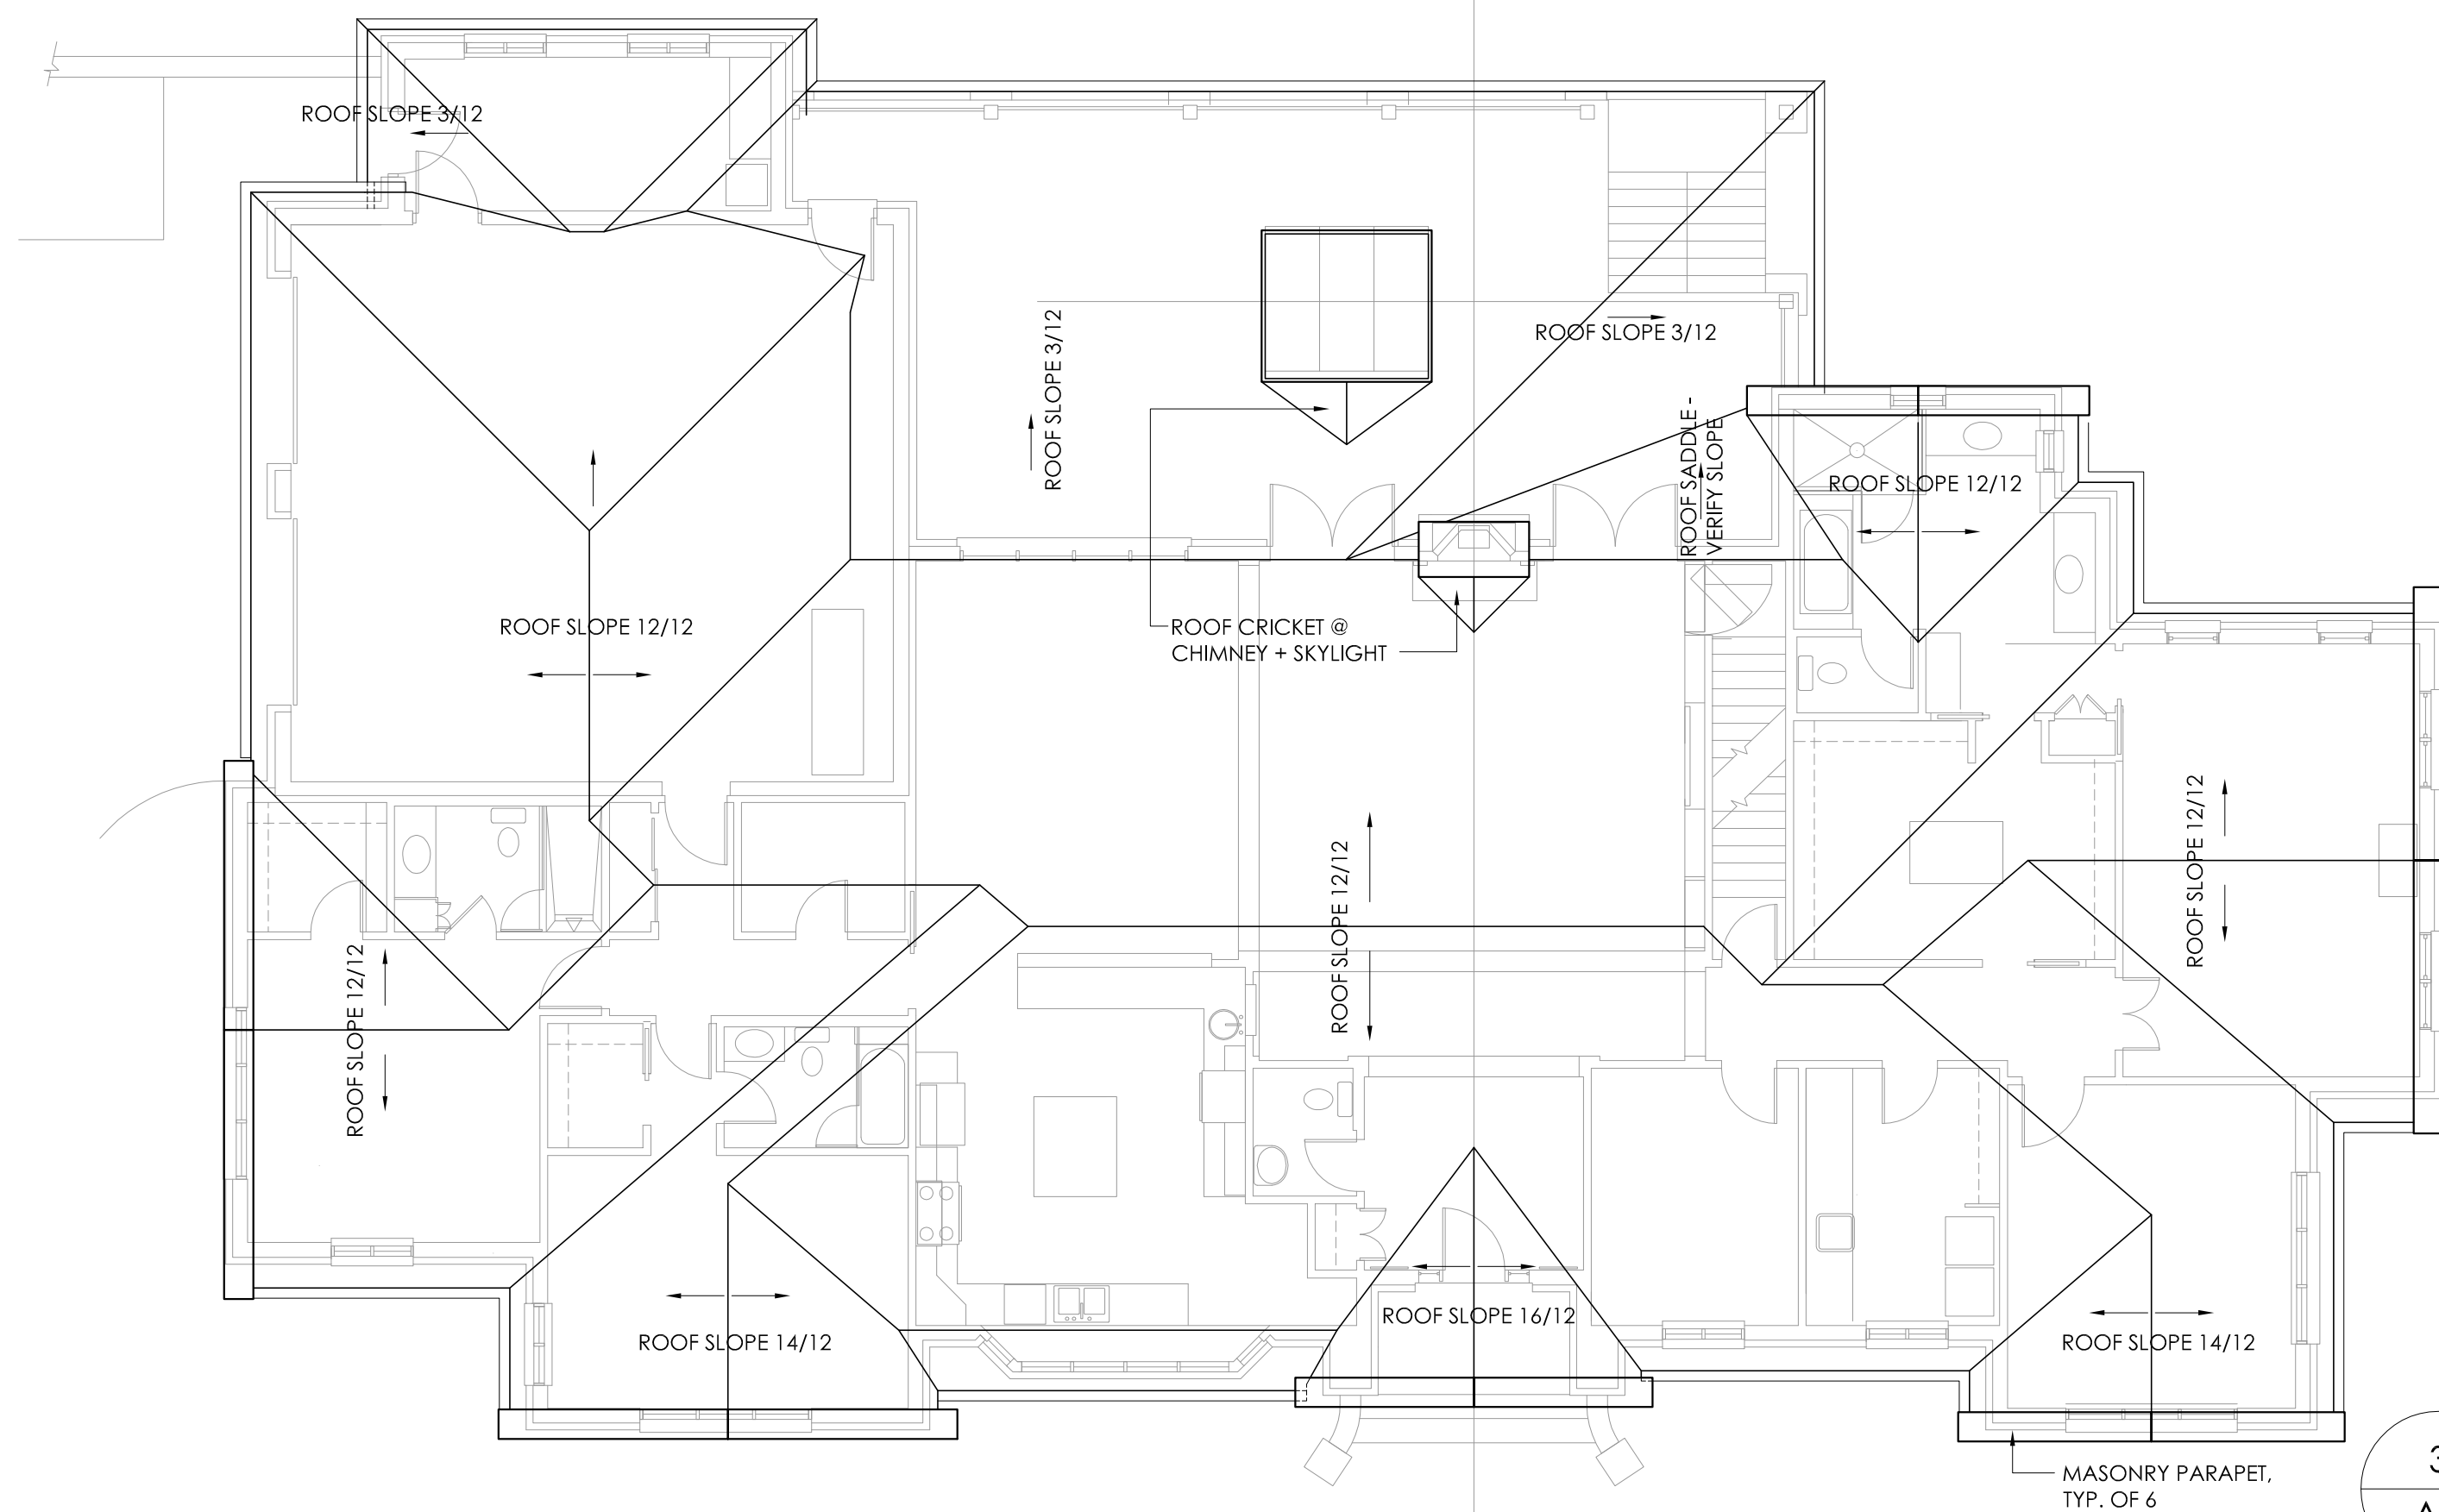 ROOF SLOPE 3/12
ROOF SLOPE 3/12
ROOF SLOPE 3/12
ROOF SADDLE -
VERIFY SLOPE
ROOF SLOPE 12/12
ROOF SLOPE 12/12
ROOF CRICKET @
CHIMNEY + SKYLIGHT
ROOF SLOPE 12/12
ROOF SLOPE 12/12
ROOF SLOPE 12/12
ROOF SLOPE 16/12
ROOF SLOPE 14/12
ROOF SLOPE 14/12
MASONRY PARAPET,
TYP. OF 6